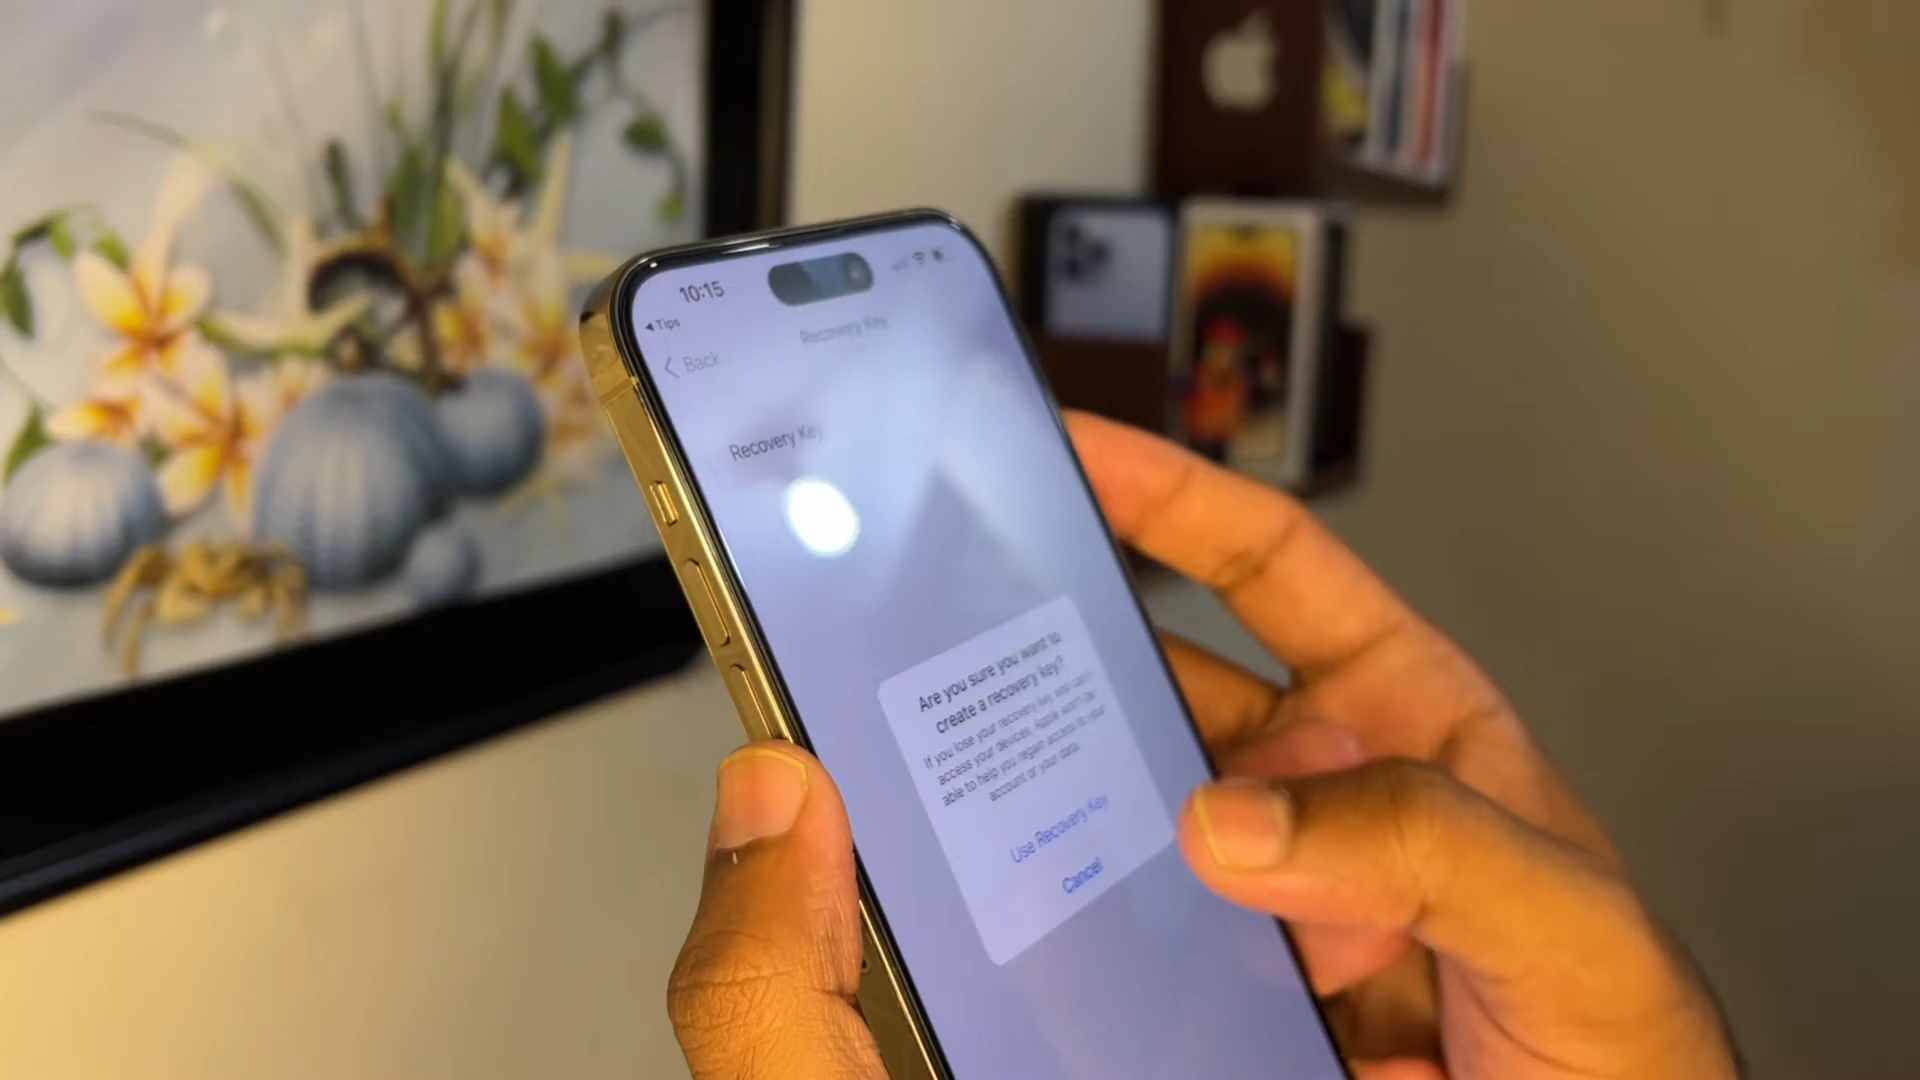 10:15
Tips
Recovery Key
Back
Recovery Key
Are you sure you want to
create a recovery key?
If you lose your recovery key and can't
access your devices, Apple won't be
able to help you regain access to your
account or your data.
Use Recovery Key
Cancel